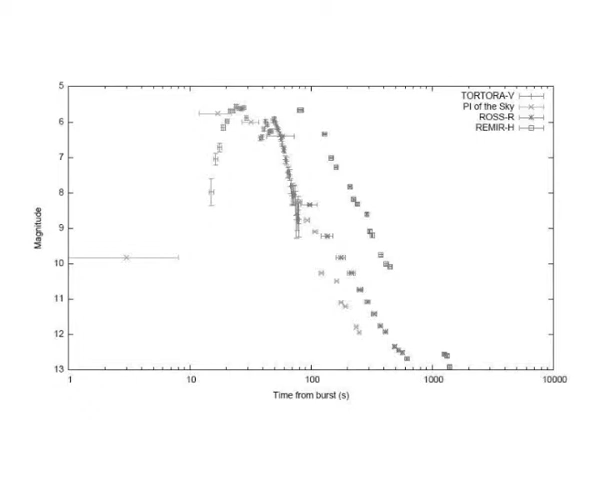 5
6
7
8
9
10
11
12
13
1
10
100
1000
10000
Magnitude
Time from burst (s)
TORTORA-V
PI of the Sky
ROSS-R
REMIR-H